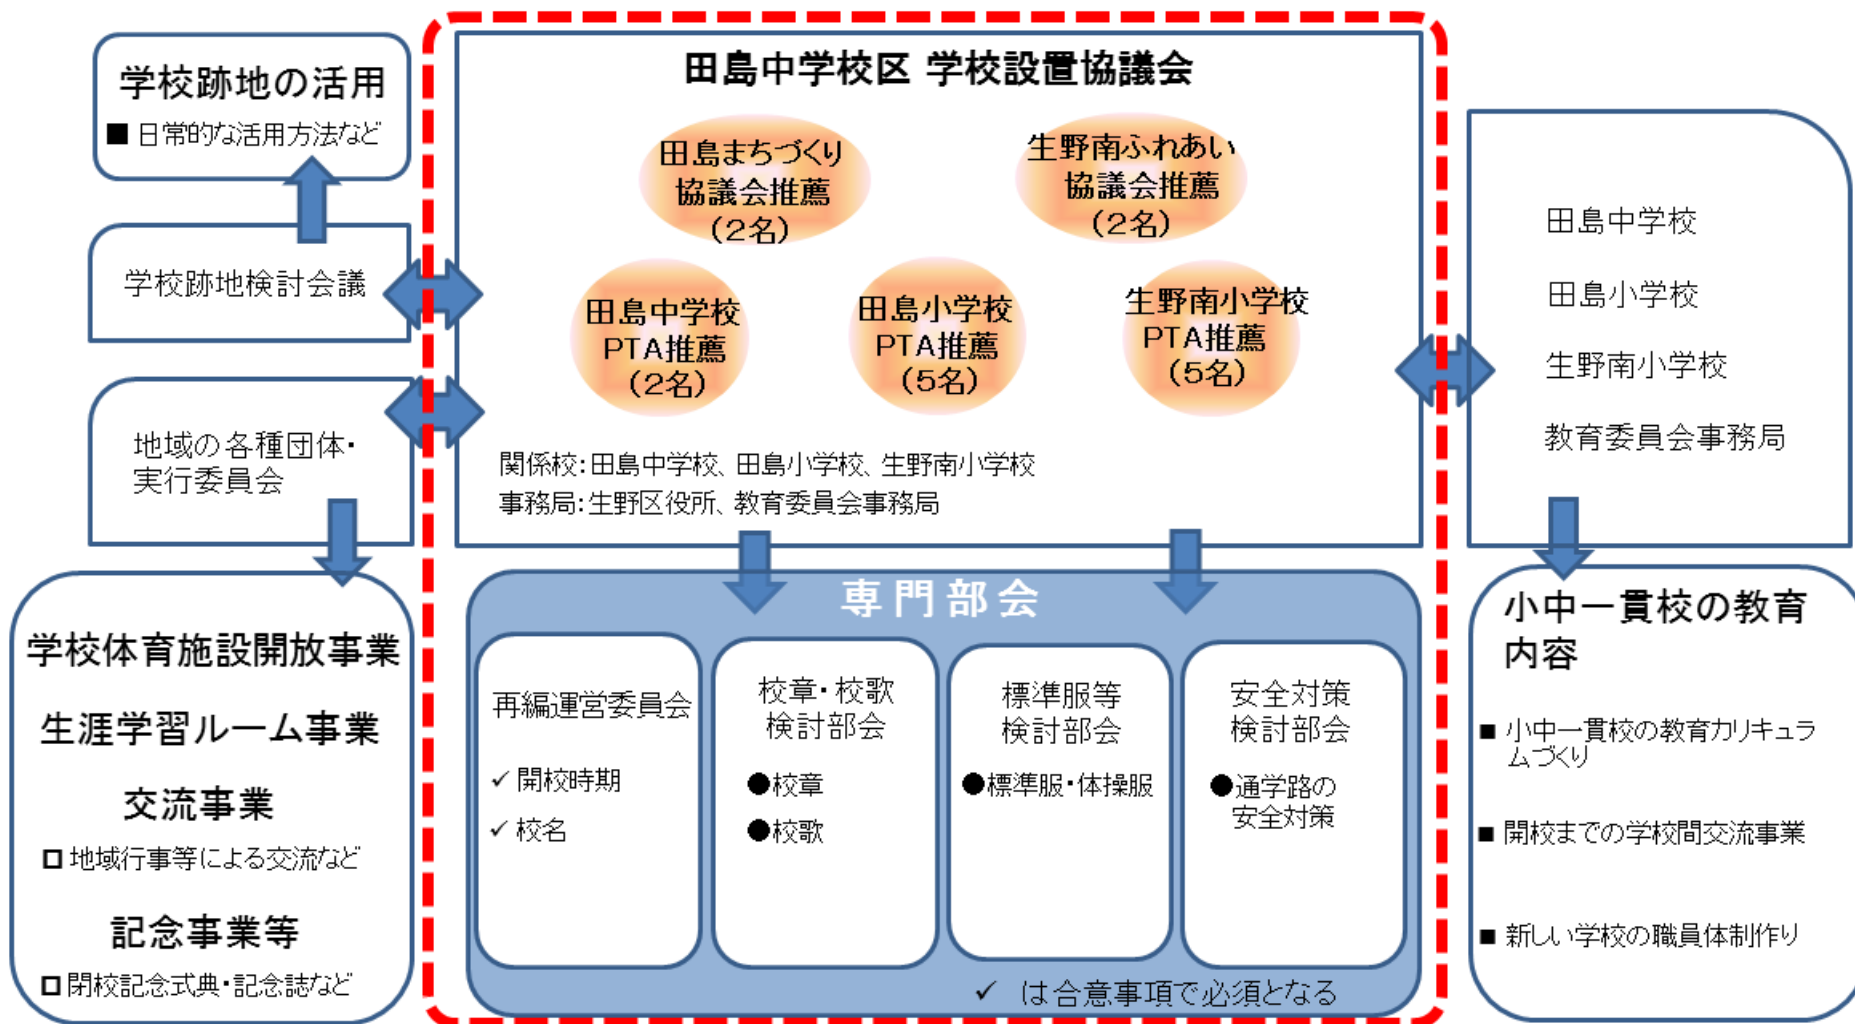 学校跡地の活用
■ 日常的な活用方法など
学校跡地検討会議
地域の各種団体・
実行委員会
学校体育施設開放事業
生涯学習ルーム事業
交流事業
□ 地域行事等による交流など
記念事業等
□ 閉校記念式典・記念誌など
田島中学校区 学校設置協議会
田島まちづくり
協議会推薦
(2名)
生野南ふれあい
協議会推薦
(2名)
田島中学校
PTA推薦
(2名)
田島小学校
PTA推薦
(5名)
生野南小学校
PTA推薦
(5名)
関係校:田島中学校、田島小学校、生野南小学校
事務局:生野区役所、教育委員会事務局
専門部会
再編運営委員会
✓ 開校時期
✓ 校名
校章・校歌
検討部会
●校章
●校歌
標準服等
検討部会
●標準服・体操服
安全対策
検討部会
●通学路の
安全対策
✓ は合意事項で必須となる
田島中学校
田島小学校
生野南小学校
教育委員会事務局
小中一貫校の教育
内容
■ 小中一貫校の教育カリキュラ
ムづくり
■ 開校までの学校間交流事業
■ 新しい学校の職員体制作り